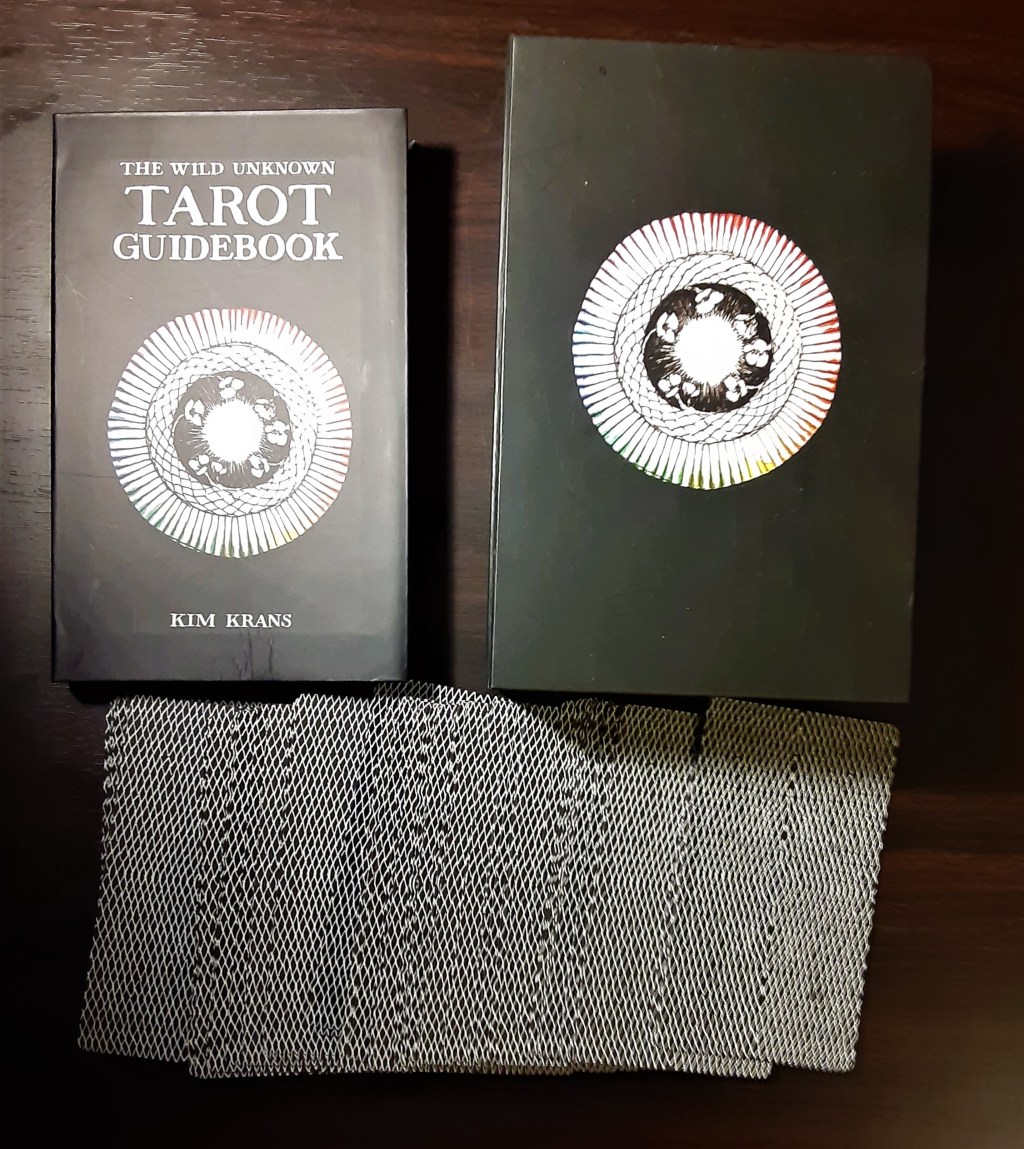 THE WILD UNKNOWN
TAROT
GUIDEBOOK
KIM KRANS